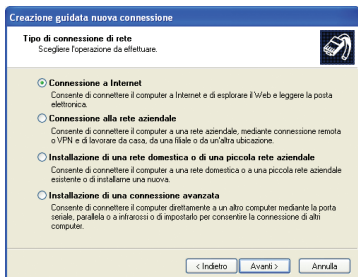 Creazione guidata nuova connessione
Tipo di connessione di rete
Scegliere l'operazione da effettuare.
Connessione a Internet
Consente di connettere il computer a Internet e di esplorare il Web e leggere la posta
elettronica.
Connessione alla rete aziendale
Consente di connettere il computer a una rete aziendale, mediante connessione remota
o VPN e di lavorare da casa, da una filiale o da un'altra ubicazione.
Installazione di una rete domestica o di una piccola rete aziendale
Consente di connettere il computer a una rete domestica o a una piccola rete aziendale
esistente o di installarne una nuova.
Installazione di una connessione avanzata
Consente di connettere il computer direttamente a un altro computer mediante la porta
seriale, parallela o a infrarossi o di impostarlo per consentire la connessione di altri
computer.
< Indietro Avanti > Annulla